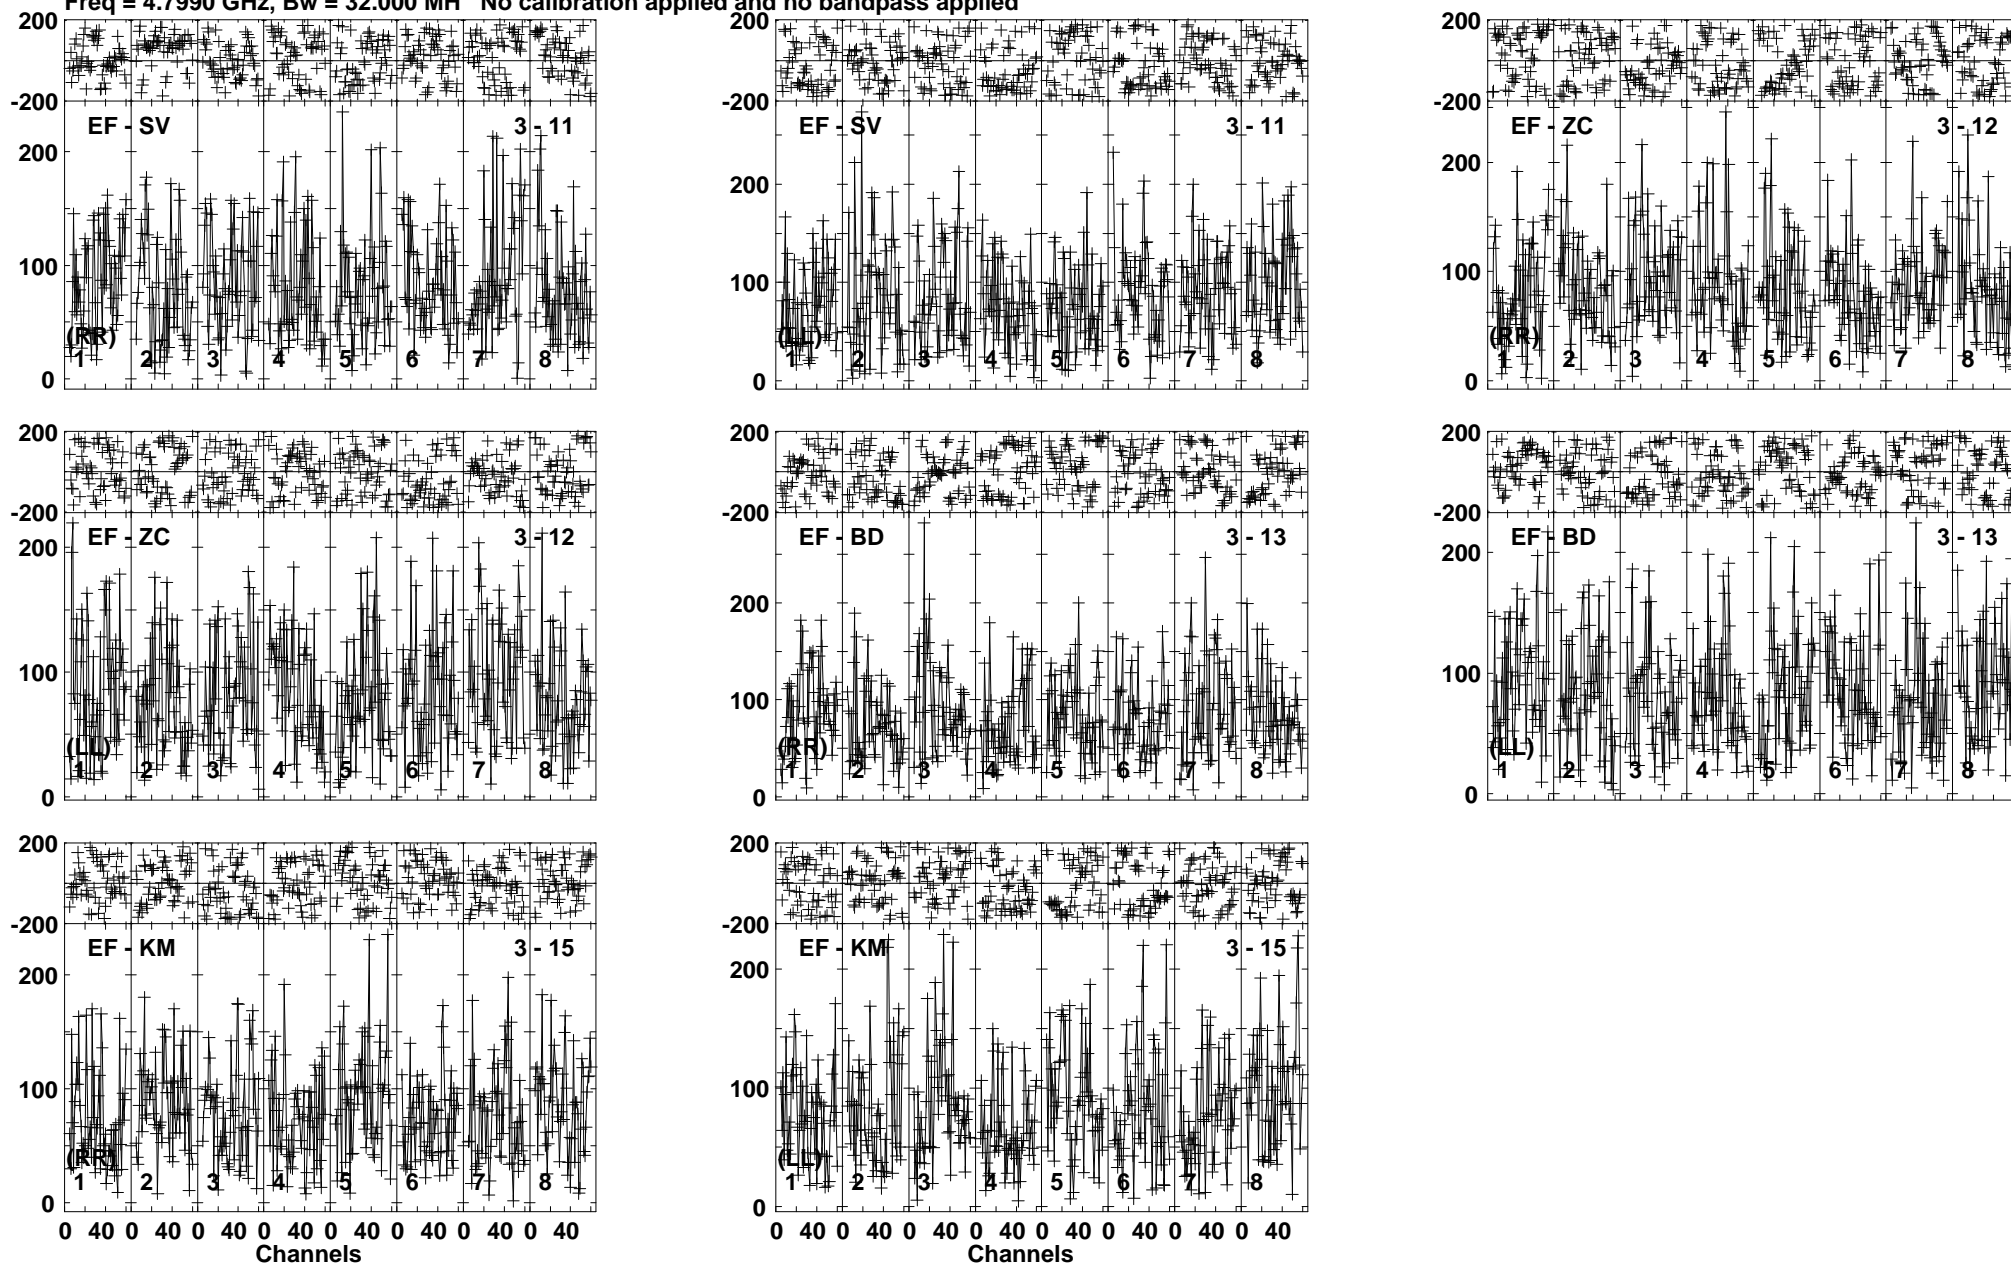 Freq = 4.7990 GHz, Bw = 32.000 MH No calibration applied and no bandpass applied
200
-200
EF - SV 3 - 11
200
100
0
(RR)
1 2 3 4 5 6 7 8
200
-200
EF - SV 3 - 11
200
100
0
(LL)
1 2 3 4 5 6 7 8
200
-200
EF - ZC 3 - 12
200
100
0
(RR)
1 2 3 4 5 6 7 8
200
-200
EF - ZC 3 - 12
200
100
0
(LL)
1 2 3 4 5 6 7 8
200
-200
EF - BD 3 - 13
200
100
0
(RR)
1 2 3 4 5 6 7 8
200
-200
EF - BD 3 - 13
200
100
0
(LL)
1 2 3 4 5 6 7 8
200
-200
EF - KM 3 - 15
200
100
0
(RR)
1 2 3 4 5 6 7 8
0 40 0 40 0 40 0 40 0 40 0 40 0 40 0 40
Channels
200
-200
EF - KM 3 - 15
200
100
0
(LL)
1 2 3 4 5 6 7 8
0 40 0 40 0 40 0 40 0 40 0 40 0 40 0 40
Channels